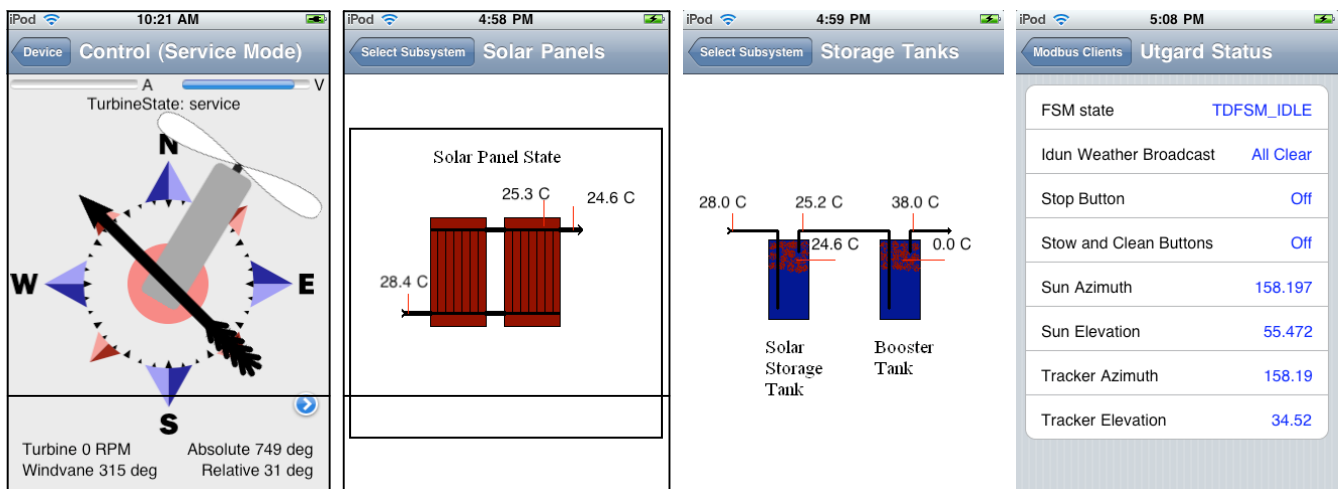 iPod 10:21 AM
Device Control (Service Mode)
A V
TurbineState: service
N
W E
S
Turbine 0 RPM Absolute 749 deg
Windvane 315 deg Relative 31 deg
iPod 4:58 PM
Select Subsystem Solar Panels
Solar Panel State
25.3 C 24.6 C
28.4 C
iPod 4:59 PM
Select Subsystem Storage Tanks
28.0 C 25.2 C 38.0 C
24.6 C 0.0 C
Solar Booster
Storage Tank
Tank
iPod 5:08 PM
Modbus Clients Utgard Status
FSM state TDFSM_IDLE
Idun Weather Broadcast All Clear
Stop Button Off
Stow and Clean Buttons Off
Sun Azimuth 158.197
Sun Elevation 55.472
Tracker Azimuth 158.19
Tracker Elevation 34.52